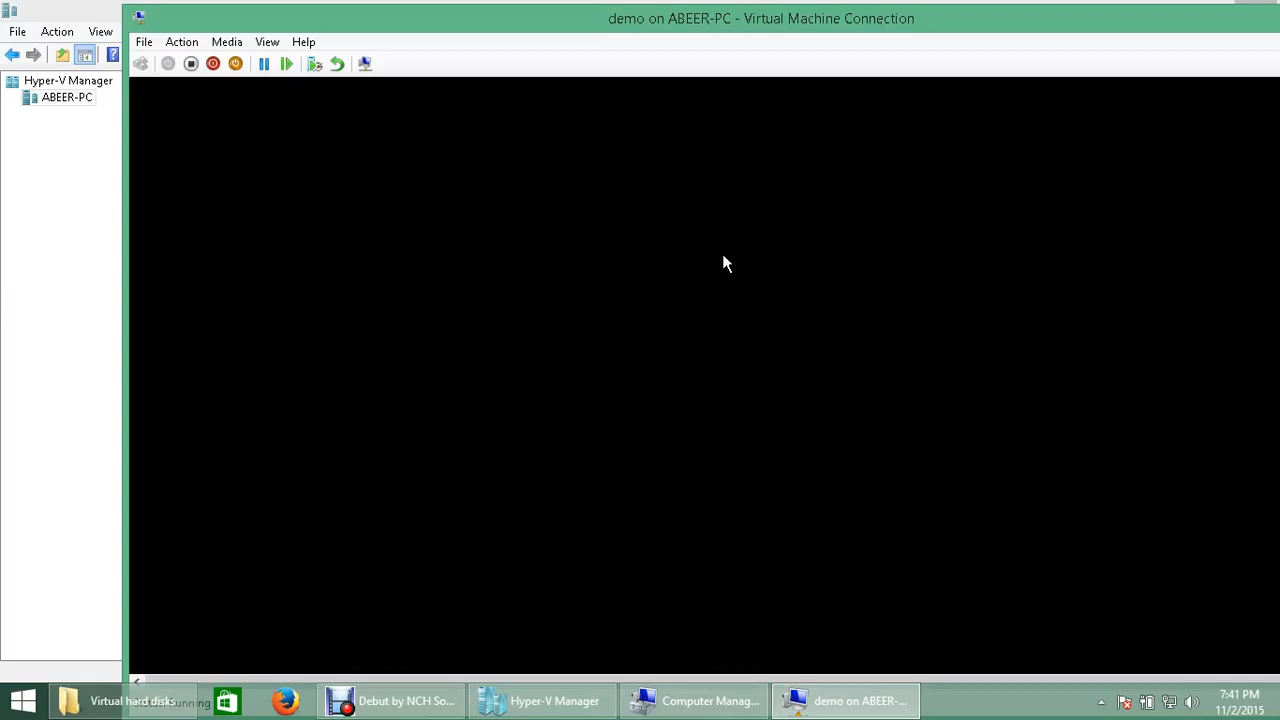 demo on ABEER-PC - Virtual Machine Connection
File Action View
File Action Media View Help
Hyper-V Manager
ABEER-PC
Virtual hard disks
Running
Debut by NCH So...
Hyper-V Manager
Computer Manag...
demo on ABEER-...
7:41 PM
11/2/2015